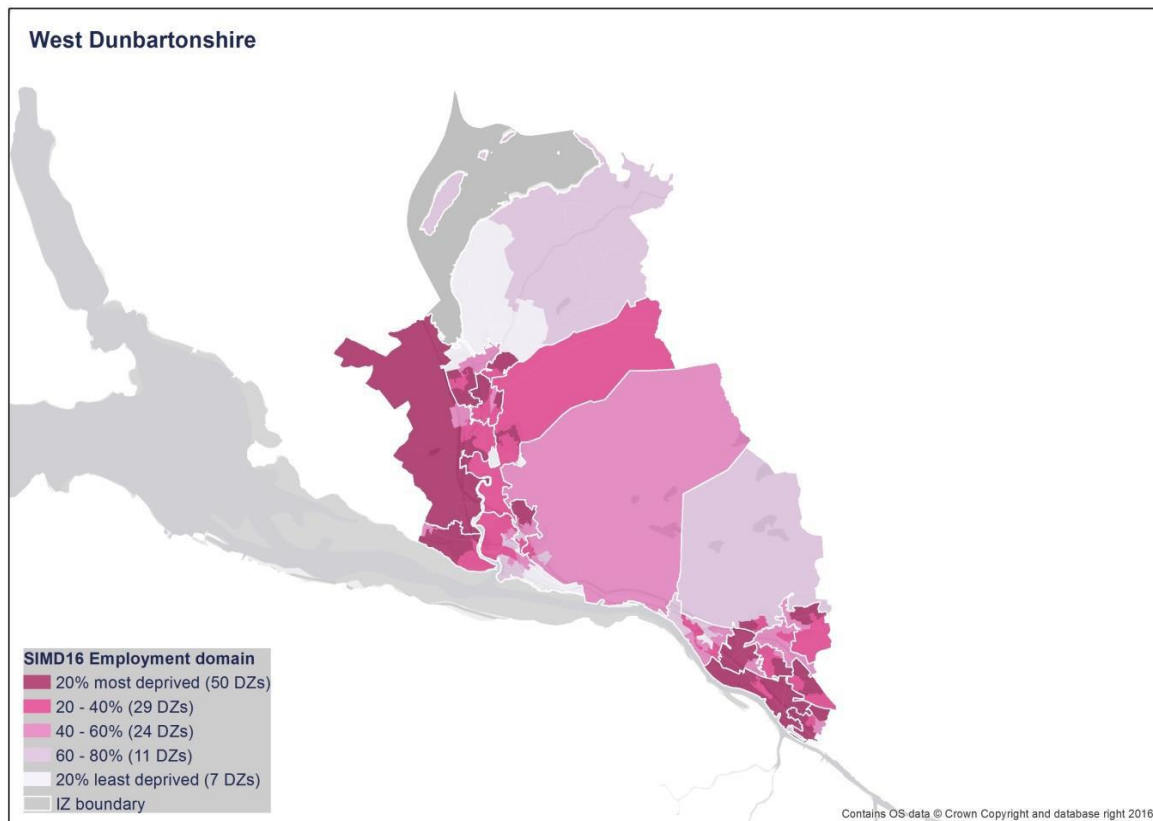 West Dunbartonshire
SIMD16 Employment domain
20% most deprived (50 DZs)
20 - 40% (29 DZs)
40 - 60% (24 DZs)
60 - 80% (11 DZs)
20% least deprived (7 DZs)
IZ boundary
Contains OS data © Crown Copyright and database right 2016